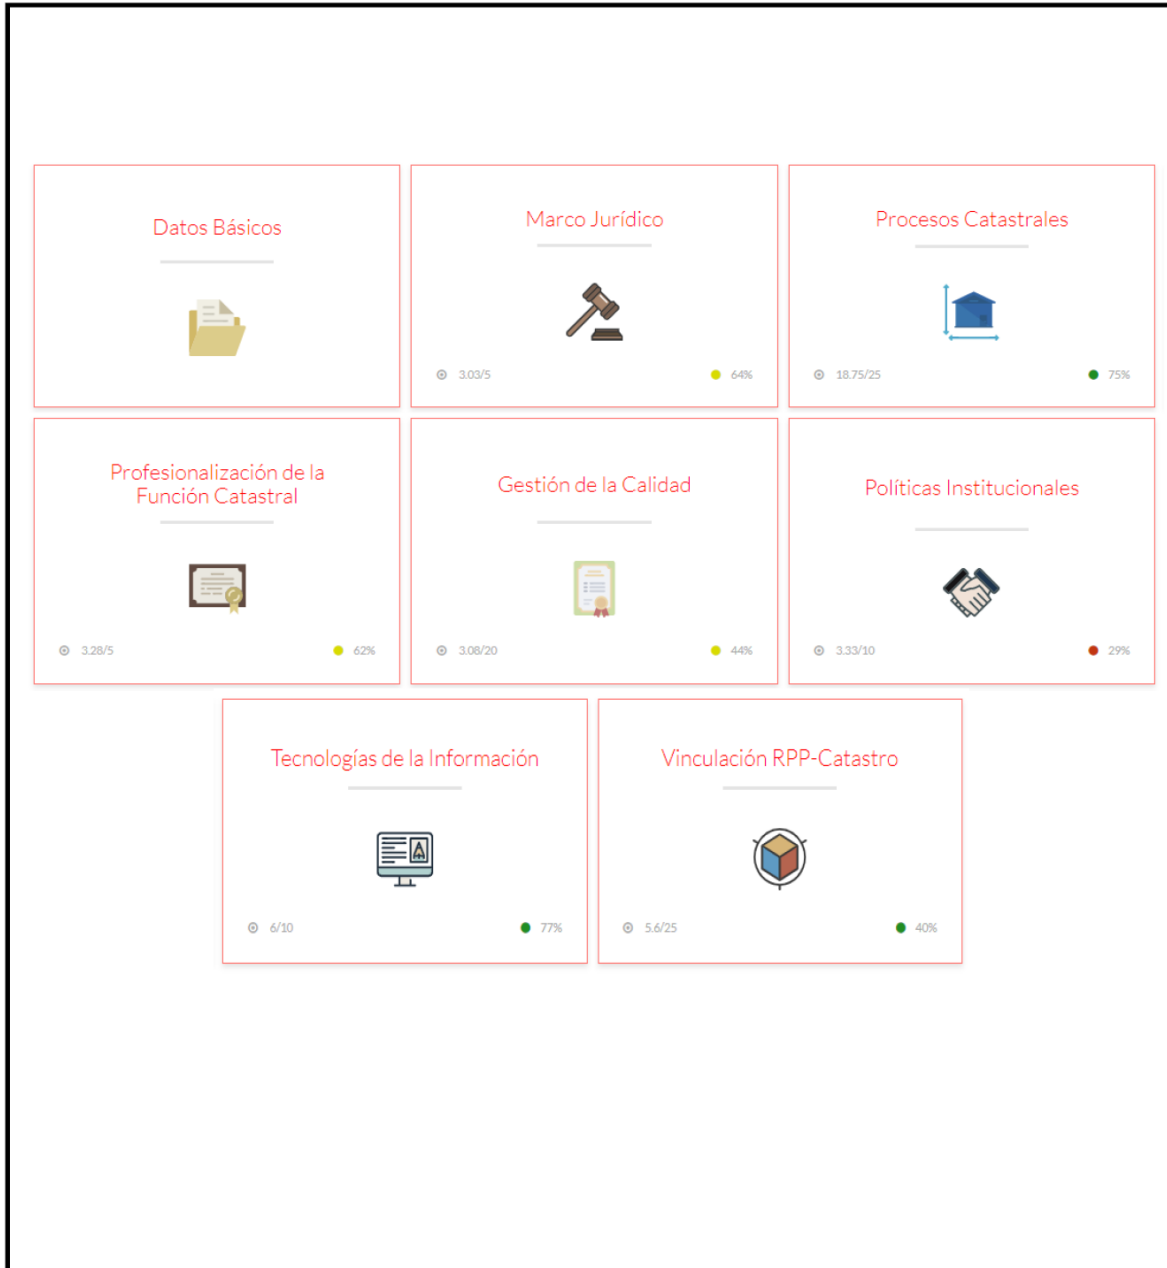 Datos Básicos
Marco Jurídico
3.03/5
64%
Procesos Catastrales
18.75/25
75%
Profesionalización de la
Función Catastral
3.28/5
62%
Gestión de la Calidad
3.08/20
44%
Políticas Institucionales
3.33/10
29%
Tecnologías de la Información
6/10
77%
Vinculación RPP-Catastro
5.6/25
40%